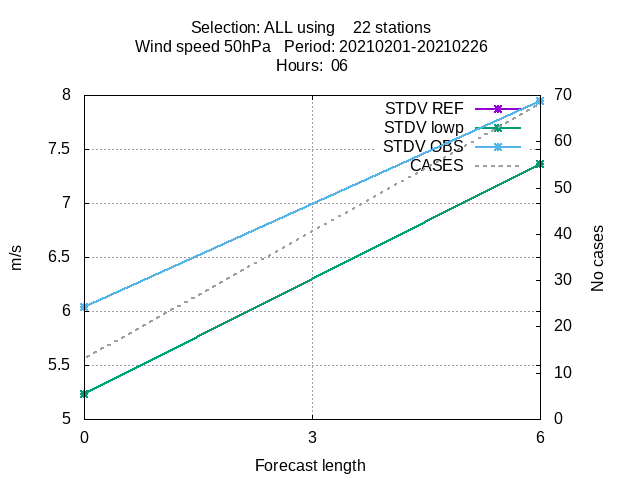 Selection: ALL using    22 stations
Wind speed 50hPa   Period: 20210201-20210226
Hours:  06
8
7.5
7
6.5
6
5.5
5
70
60
50
40
30
20
10
0
STDV REF
STDV lowp
STDV OBS
CASES
m/s
No cases
0 3 6
Forecast length